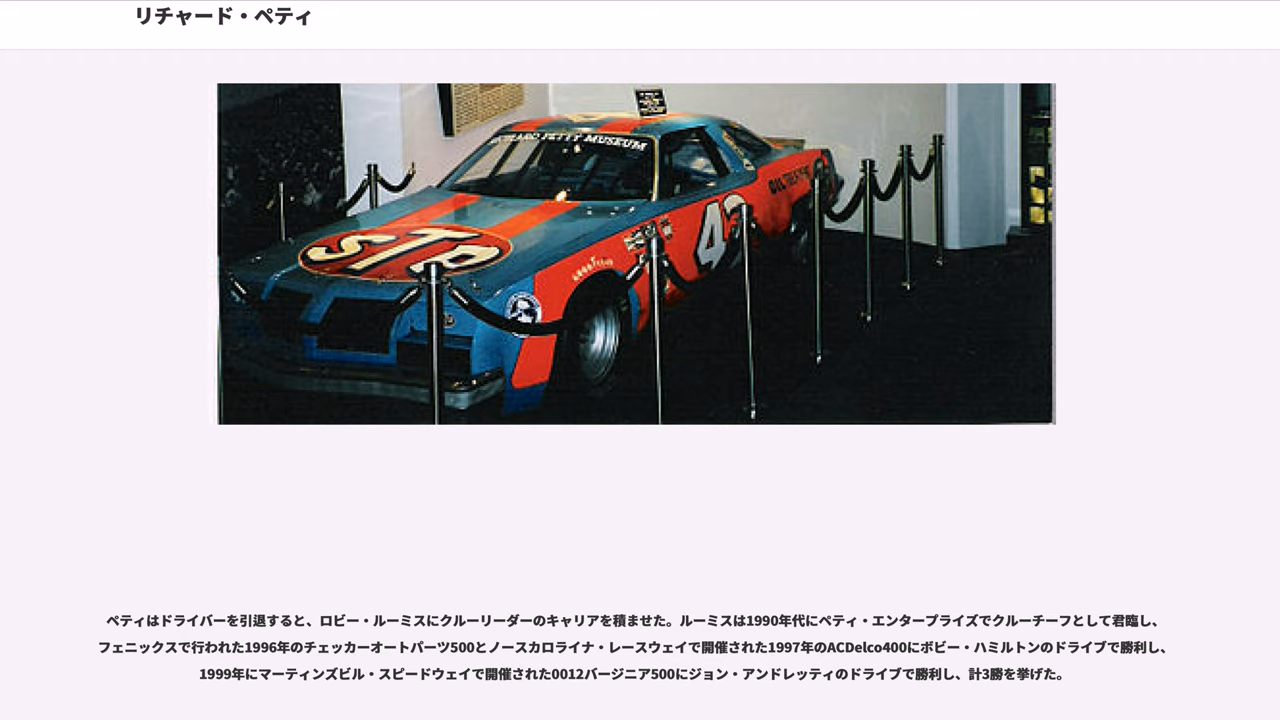 リチャード・ペティ
RICHARD PETTY MUSEUM
STP
43
OIL TREATMENT
GOODYEAR
ペティはドライバーを引退すると、ロビー・ルーミスにクルーリーダーのキャリアを積ませた。ルーミスは1990年代にペティ・エンタープライズでクルーチーフとして君臨し、
フェニックスで行われた1996年のチェッカーオートパーツ500とノースカロライナ・レースウェイで開催された1997年のACDelco400にボビー・ハミルトンのドライブで勝利し、
1999年にマーティンズビル・スピードウェイで開催された0012バージニア500にジョン・アンドレッティのドライブで勝利し、計3勝を挙げた。